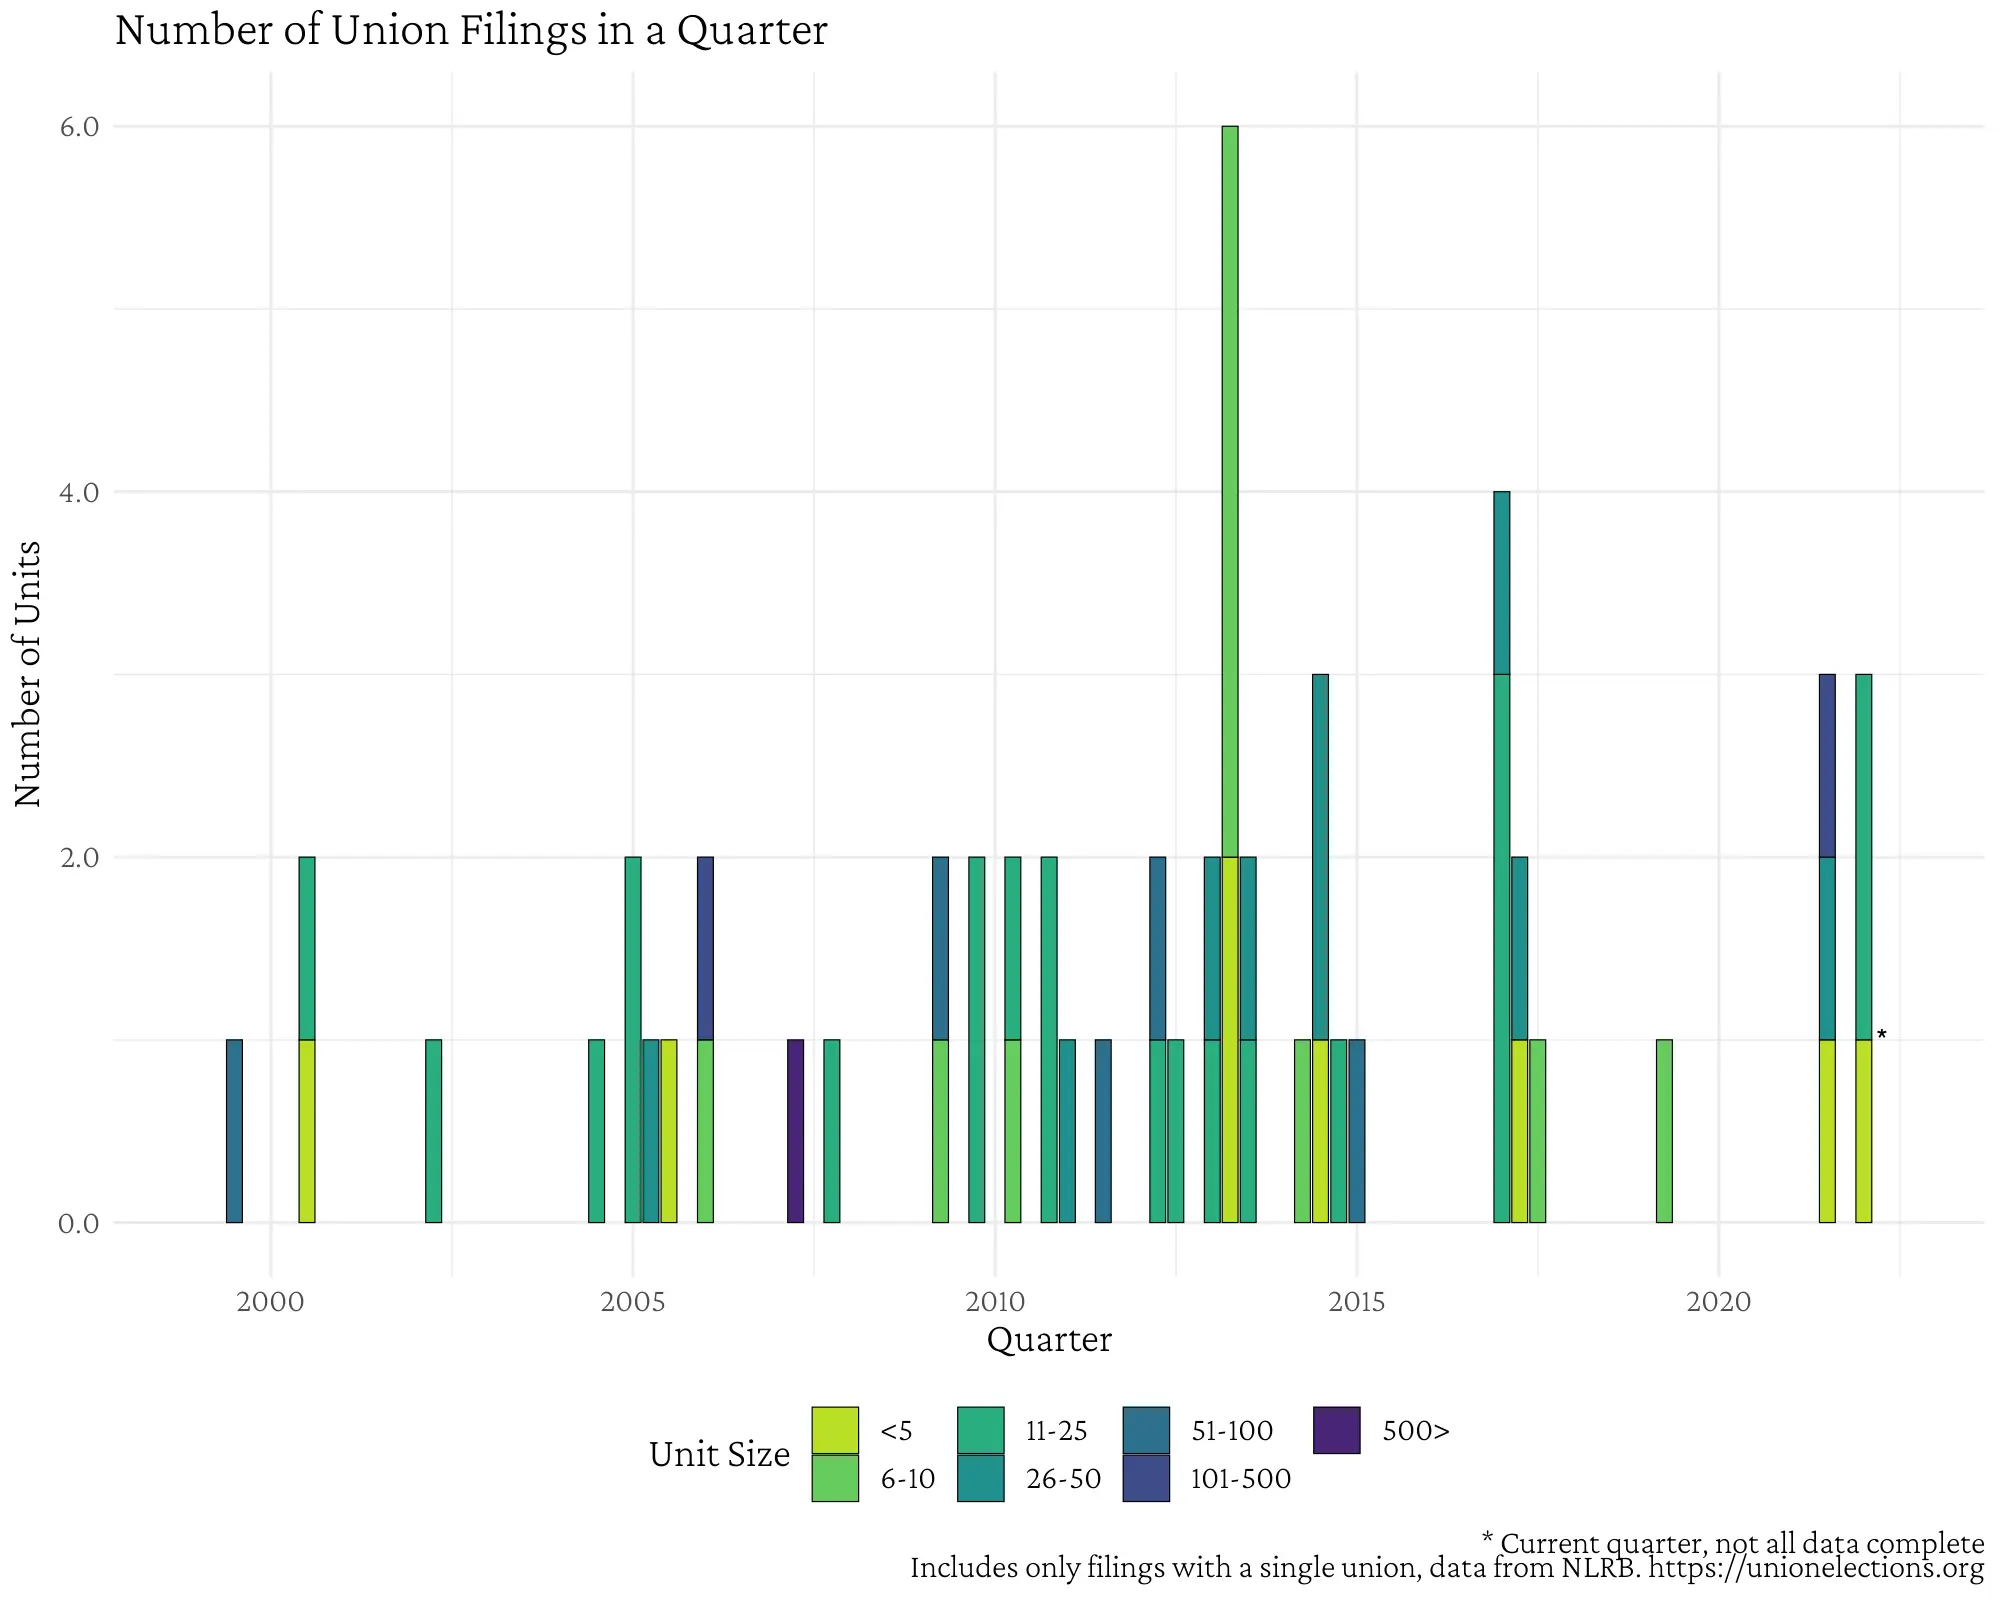 Number of Union Filings in a Quarter
6.0
4.0
2.0
0.0
Number of Units
*
2000 2005 2010 2015 2020
Quarter
Unit Size
<5 11-25 51-100 500>
6-10 26-50 101-500
* Current quarter, not all data complete
Includes only filings with a single union, data from NLRB. https://unionelections.org